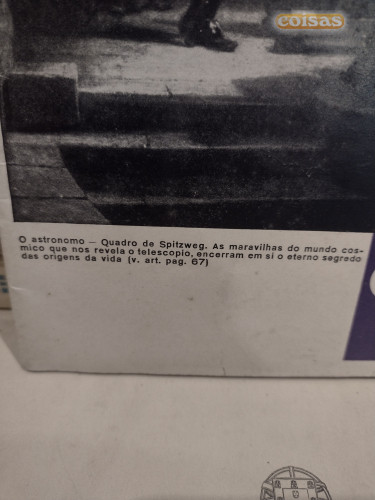 coisas
O astronomo — Quadro de Spitzweg. As maravilhas do mundo cos-
mico que nos revela o telescopio, encerram em si o eterno segredo
das origens da vida (v. art. pag. 67)